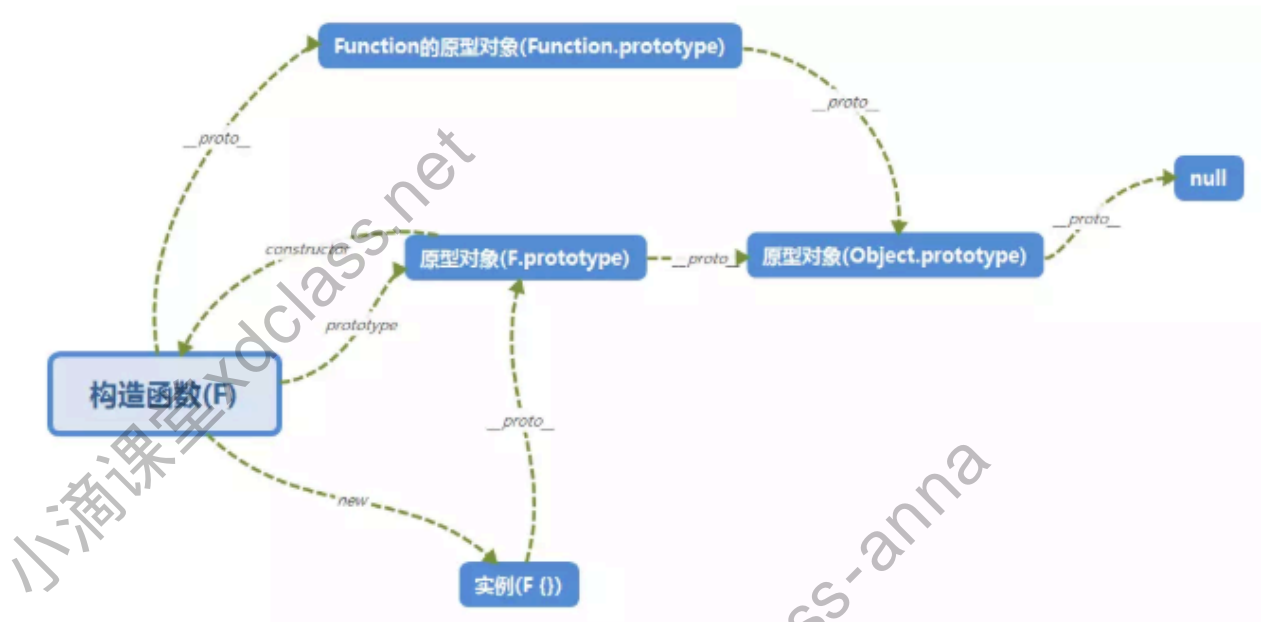 Function的原型对象(Function.prototype)
__proto__
__proto__
null
__proto__
constructor
原型对象(F.prototype)
__proto__
原型对象(Object.prototype)
prototype
构造函数(F)
__proto__
new
实例(F {})
小滴课堂xdclass.net
ss-anna